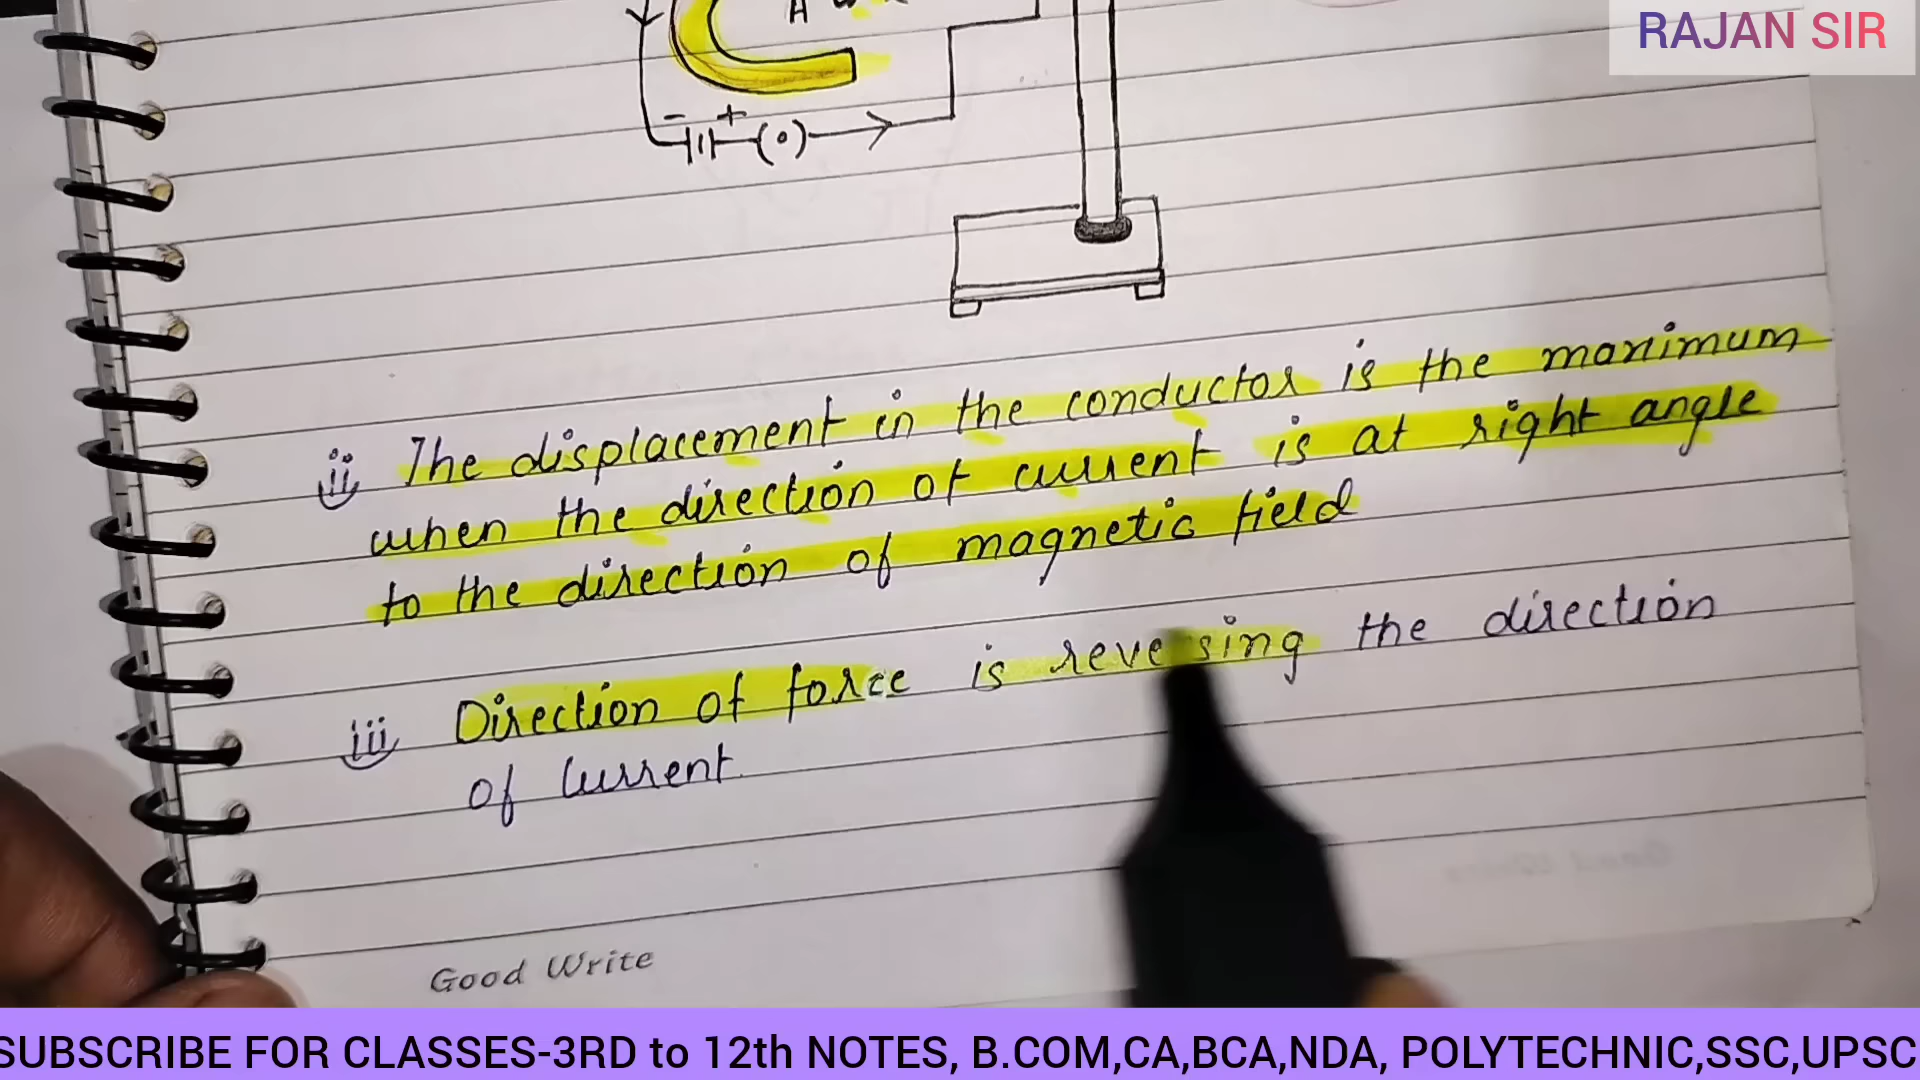 RAJAN SIR
- +
ii The displacement in the conductor is the maximum
when the direction of current is at right angle
to the direction of magnetic field
iii Direction of force is reversing the direction
of Current
Good Write
SUBSCRIBE FOR CLASSES-3RD to 12th NOTES, B.COM,CA,BCA,NDA, POLYTECHNIC,SSC,UPSC